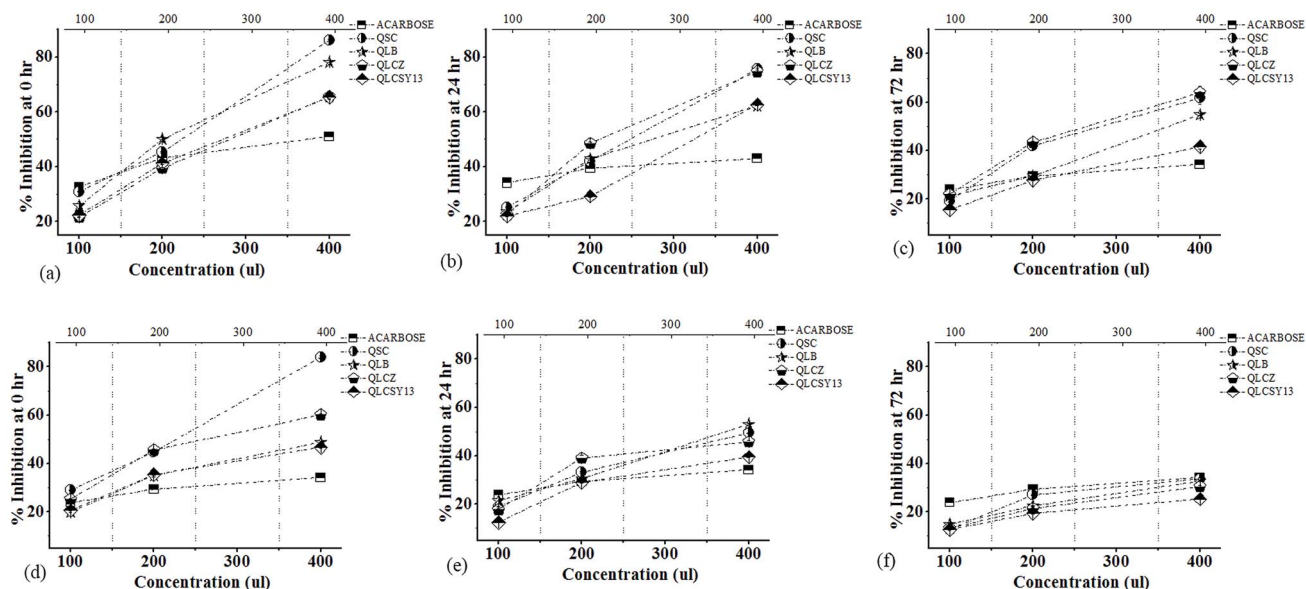 100 200 300 400
ACARBOSE
QSC
QLB
QLCZ
QLCSY13
% Inhibition at 0 hr
80
60
40
20
100 200 300 400
Concentration (ul)
(a)
100 200 300 400
ACARBOSE
QSC
QLB
QLCZ
QLCSY13
% Inhibition at 24 hr
80
60
40
20
100 200 300 400
Concentration (ul)
(b)
100 200 300 400
ACARBOSE
QSC
QLB
QLCZ
QLCSY13
% Inhibition at 72 hr
80
60
40
20
100 200 300 400
Concentration (ul)
(c)
100 200 300 400
ACARBOSE
QSC
QLB
QLCZ
QLCSY13
% Inhibition at 0 hr
80
60
40
20
100 200 300 400
Concentration (ul)
(d)
100 200 300 400
ACARBOSE
QSC
QLB
QLCZ
QLCSY13
% Inhibition at 24 hr
80
60
40
20
100 200 300 400
Concentration (ul)
(e)
100 200 300 400
ACARBOSE
QSC
QLB
QLCZ
QLCSY13
% Inhibition at 72 hr
80
60
40
20
100 200 300 400
Concentration (ul)
(f)